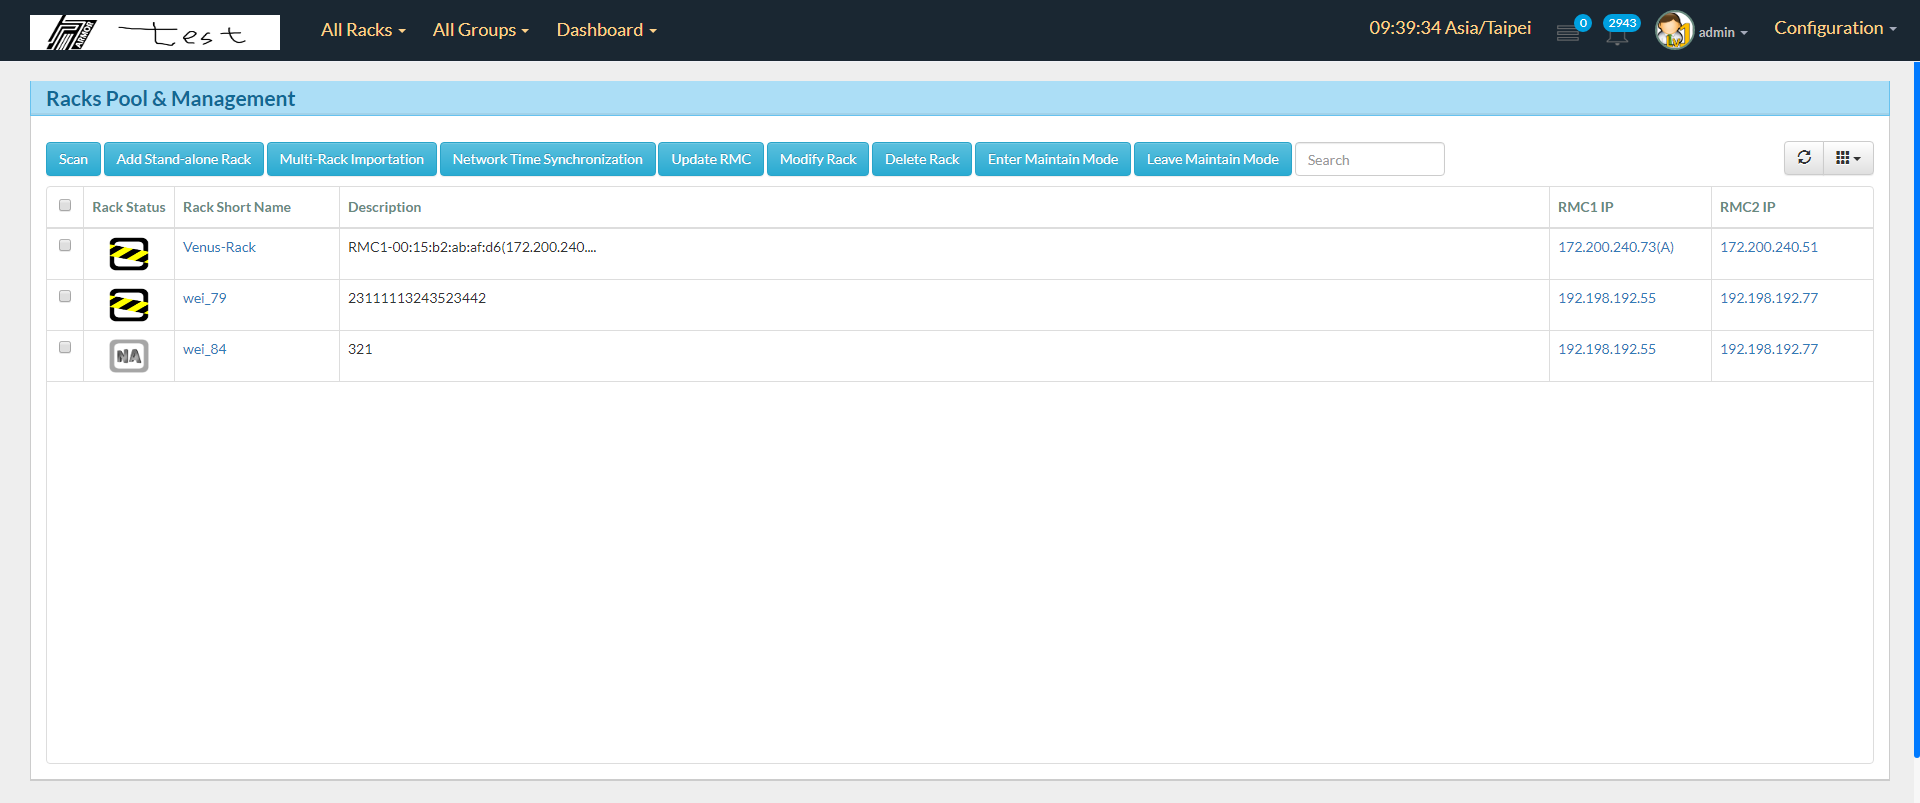 ARMOR test All Racks All Groups Dashboard 09:39:34 Asia/Taipei 0 2943 admin Configuration
Racks Pool & Management
Scan Add Stand-alone Rack Multi-Rack Importation Network Time Synchronization Update RMC Modify Rack Delete Rack Enter Maintain Mode Leave Maintain Mode Search
Rack Status Rack Short Name Description RMC1 IP RMC2 IP
Venus-Rack RMC1-00:15:b2:ab:af:d6(172.200.240.... 172.200.240.73(A) 172.200.240.51
wei_79 23111113243523442 192.198.192.55 192.198.192.77
NA wei_84 321 192.198.192.55 192.198.192.77